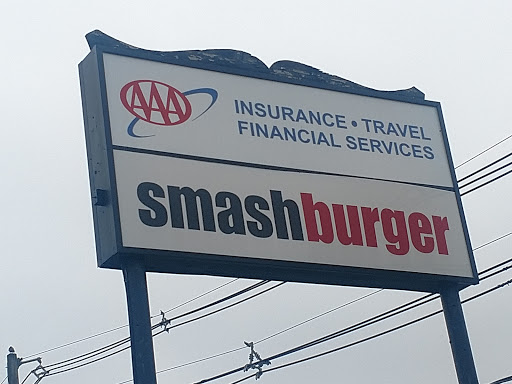 AAA
INSURANCE • TRAVEL
FINANCIAL SERVICES
smashburger